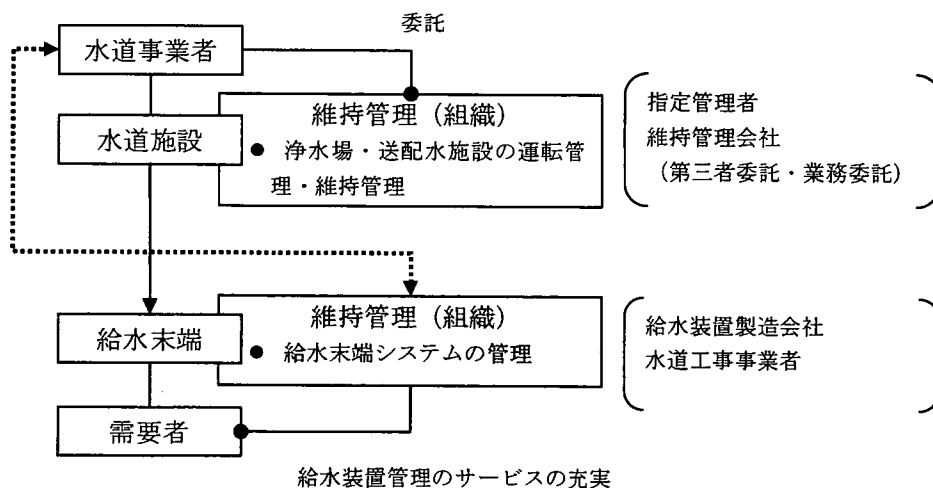 委託
水道事業者
維持管理（組織）
● 浄水場・送配水施設の運転管
理・維持管理
水道施設
指定管理者
維持管理会社
（第三者委託・業務委託）
維持管理（組織）
● 給水末端システムの管理
給水末端
給水装置製造会社
水道工事事業者
需要者
給水装置管理のサービスの充実